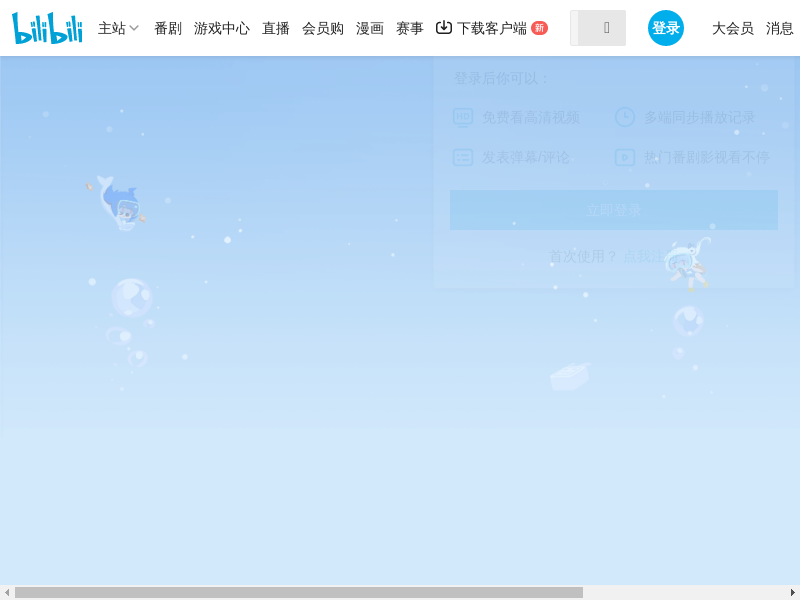 bilibili 主站 番剧 游戏中心 直播 会员购 漫画 赛事 下载客户端 新 登录 大会员 消息
登录后你可以：
免费看高清视频 多端同步播放记录
发表弹幕/评论 热门番剧影视看不停
立即登录
首次使用？ 点我注